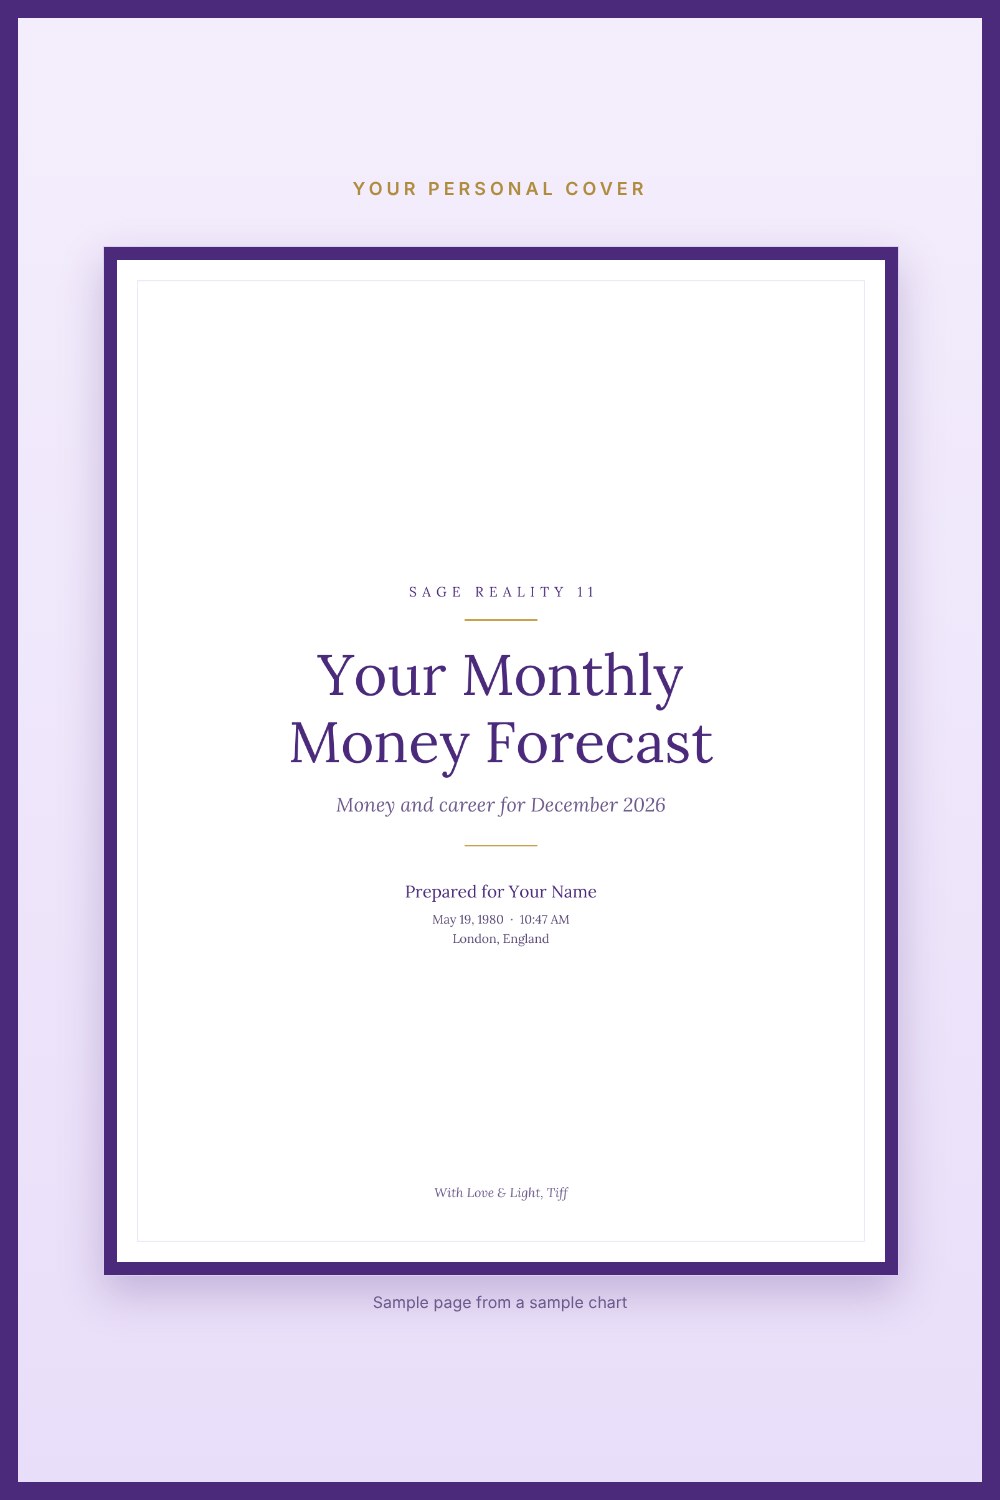 YOUR PERSONAL COVER
SAGE REALITY 11
Your Monthly
Money Forecast
Money and career for December 2026
Prepared for Your Name
May 19, 1980 · 10:47 AM
London, England
With Love & Light, Tiff
Sample page from a sample chart